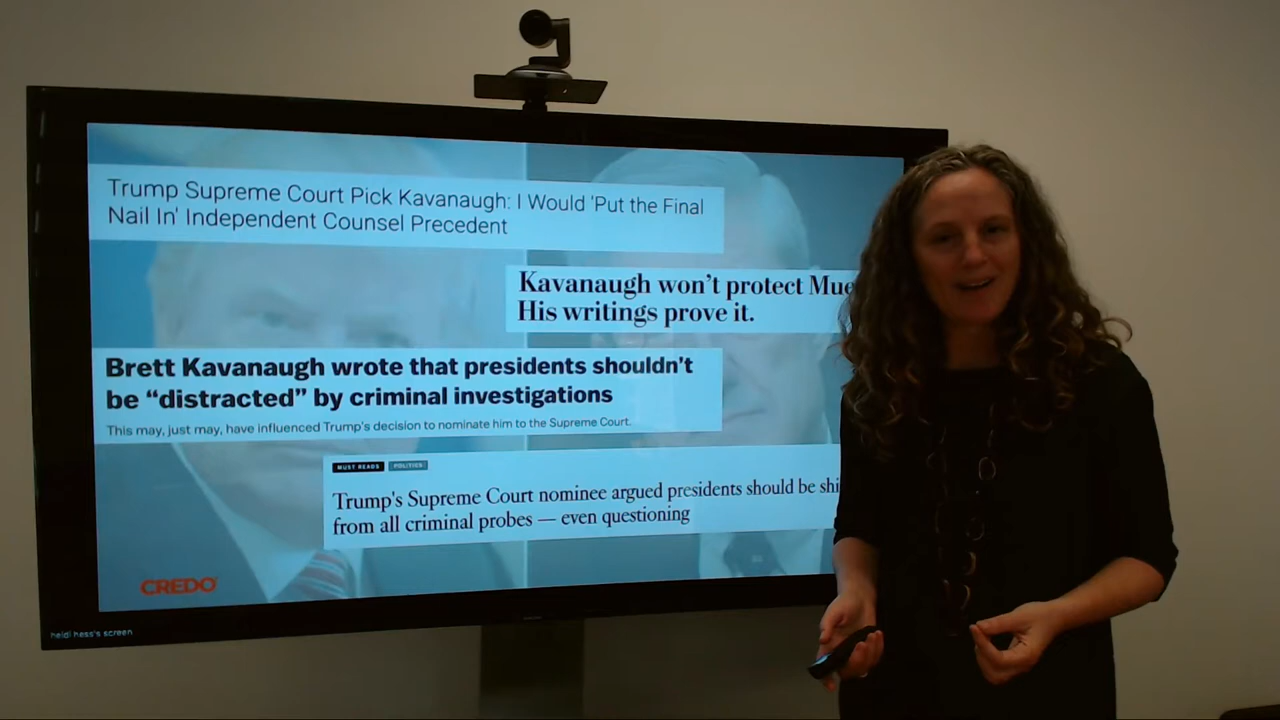 Trump Supreme Court Pick Kavanaugh: I Would 'Put the Final
Nail In' Independent Counsel Precedent
Kavanaugh won't protect Mue
His writings prove it.
Brett Kavanaugh wrote that presidents shouldn't
be “distracted” by criminal investigations
This may, just may, have influenced Trump's decision to nominate him to the Supreme Court.
MUST READS POLITICS
Trump's Supreme Court nominee argued presidents should be shi
from all criminal probes — even questioning
CREDO
heidi hess's screen